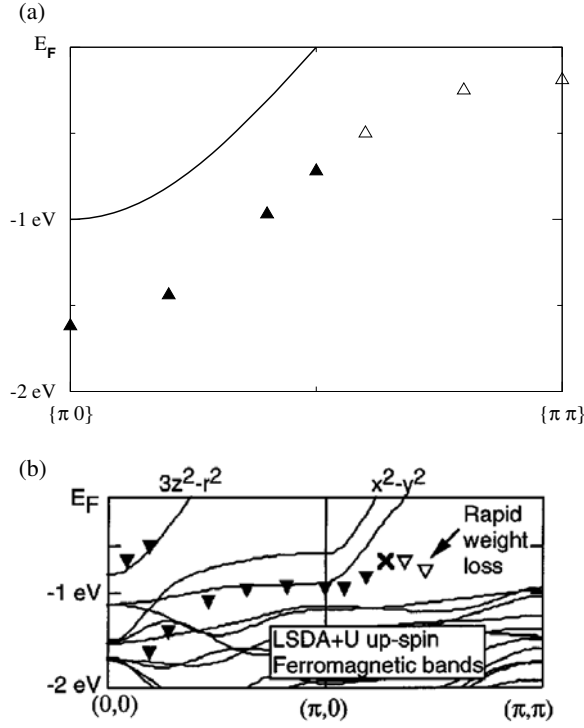 (a)
E_F
-1 eV
-2 eV
{π 0}
{π π}
(b)
3z²-r²
x²-y²
E_F
Rapid
weight
loss
-1 eV
LSDA+U up-spin
Ferromagnetic bands
-2 eV
(0,0)
(π,0)
(π,π)